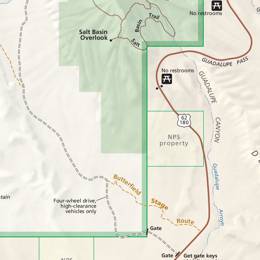 No restrooms
Salt Basin
Overlook
Salt
Basin
Trail
GUADALUPE PASS
No restrooms
GUADALUPE
CANYON
62
180
NPS
property
Guadalupe
Arroyo
Butterfield
Stage
Route
Four-wheel drive,
high-clearance
vehicles only
Gate
Gate
Get gate keys
NPS